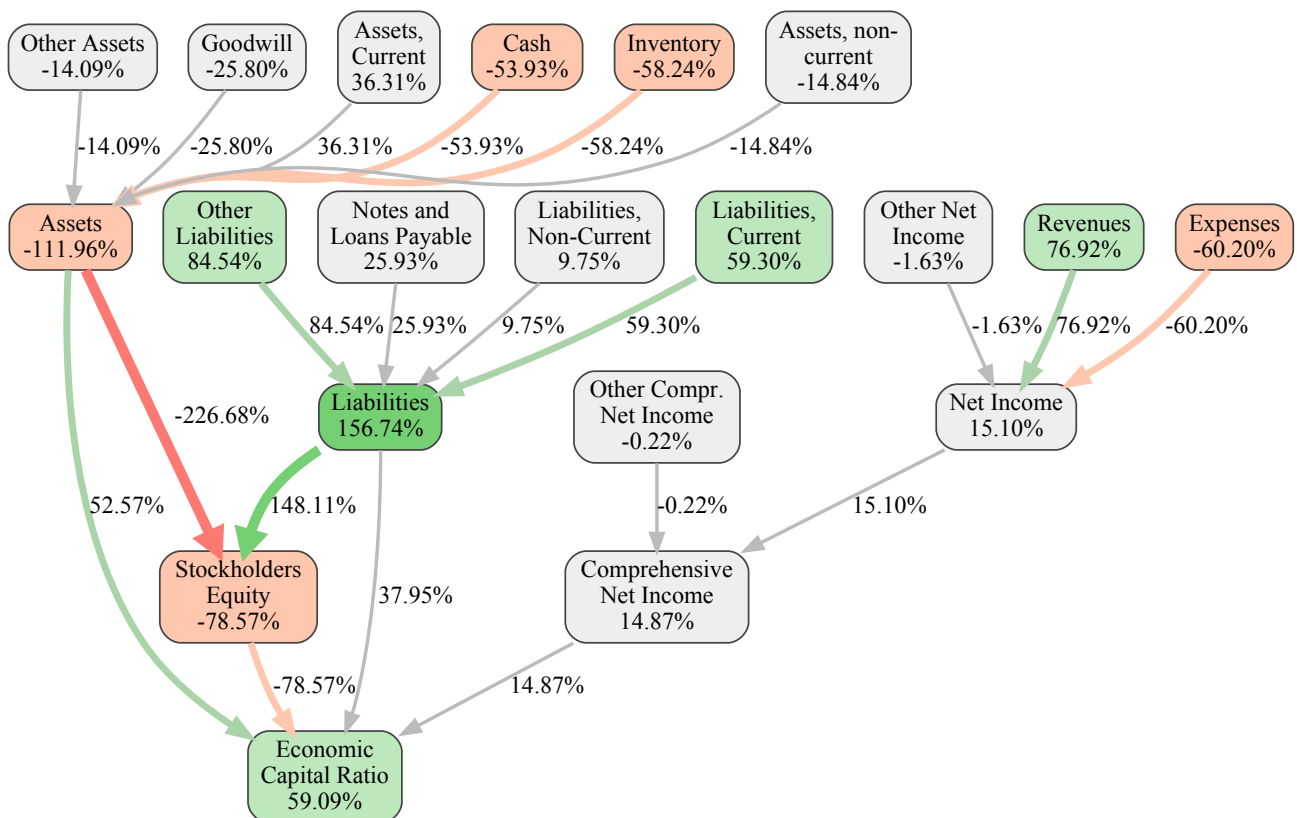 Other Assets
-14.09%
Goodwill
-25.80%
Assets,
Current
36.31%
Cash
-53.93%
Inventory
-58.24%
Assets, non-
current
-14.84%
-14.09%
-25.80%
36.31%
-53.93%
-58.24%
-14.84%
Assets
-111.96%
Other
Liabilities
84.54%
Notes and
Loans Payable
25.93%
Liabilities,
Non-Current
9.75%
Liabilities,
Current
59.30%
Other Net
Income
-1.63%
Revenues
76.92%
Expenses
-60.20%
84.54%
25.93%
9.75%
59.30%
-1.63%
76.92%
-60.20%
-226.68%
Liabilities
156.74%
Other Compr.
Net Income
-0.22%
Net Income
15.10%
52.57%
148.11%
-0.22%
15.10%
Stockholders
Equity
-78.57%
37.95%
Comprehensive
Net Income
14.87%
-78.57%
14.87%
Economic
Capital Ratio
59.09%